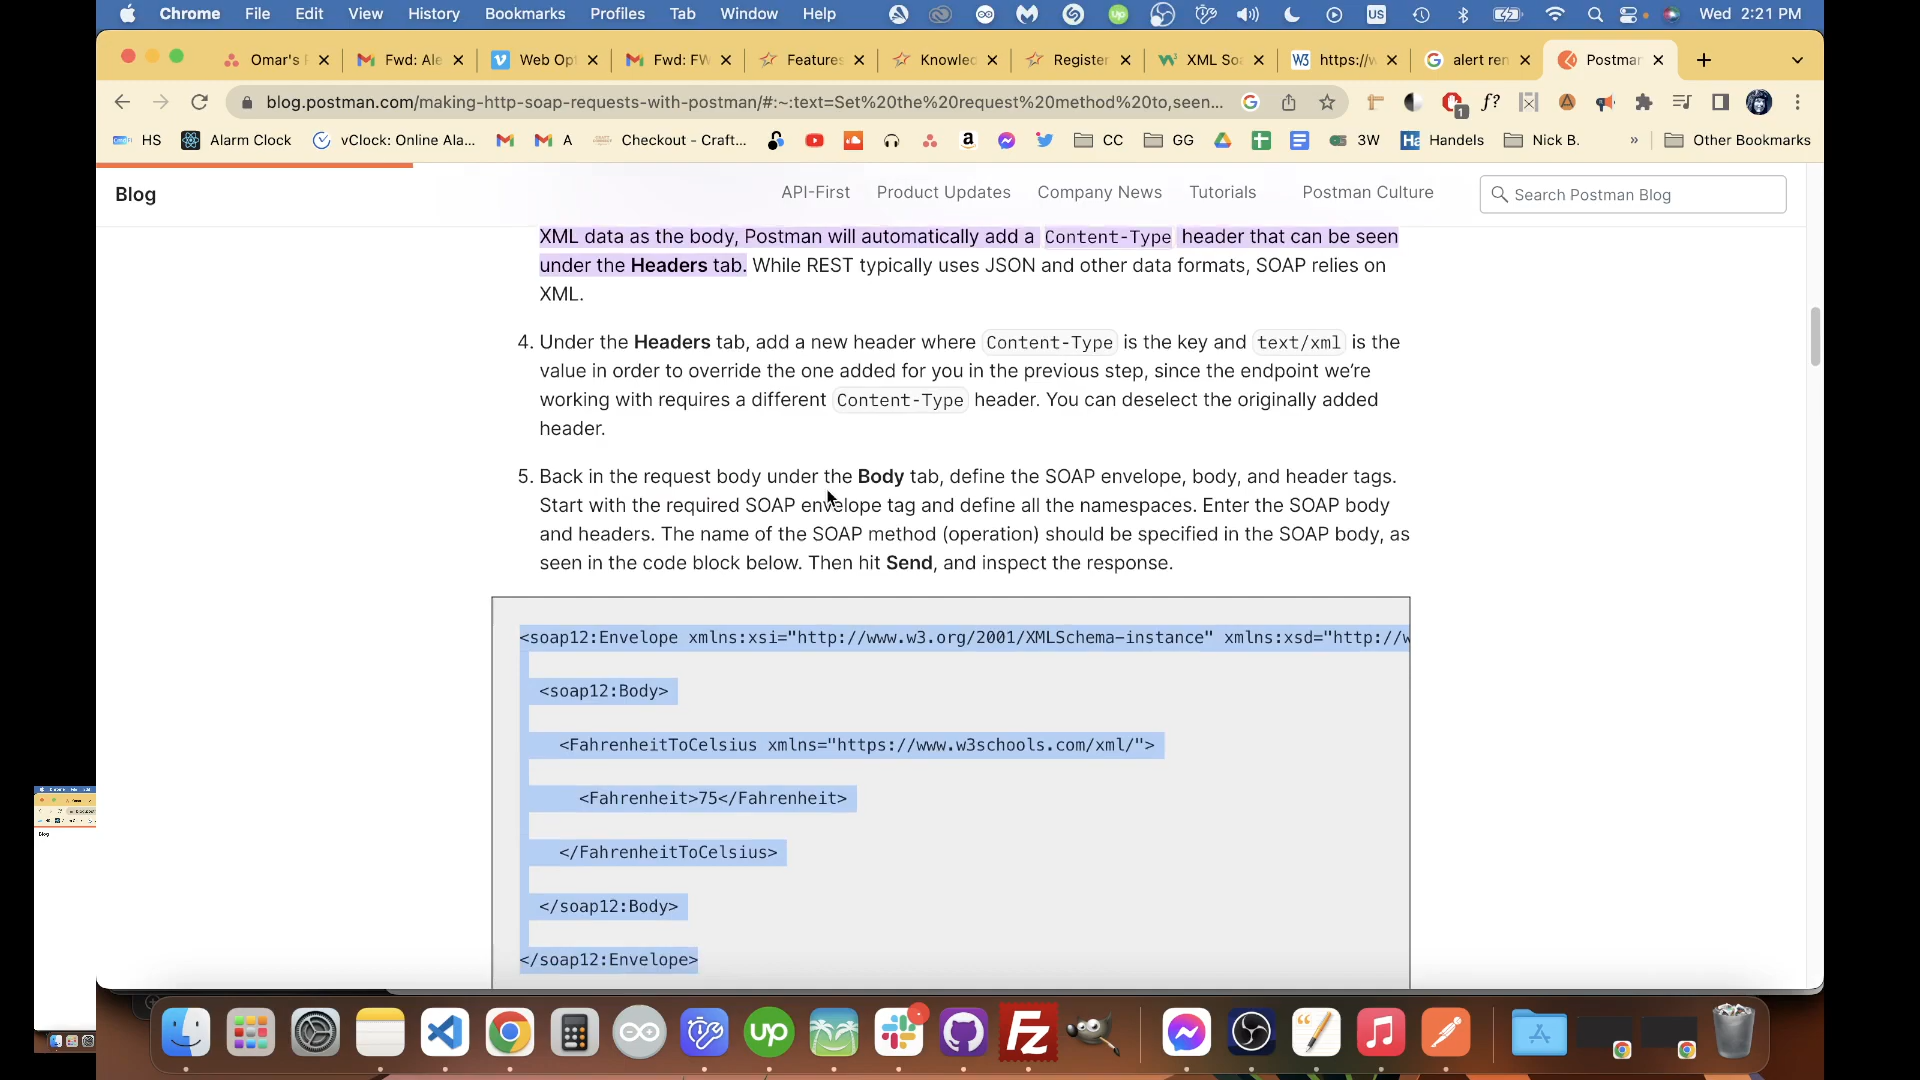 Chrome File Edit View History Bookmarks Profiles Tab Window Help US Wed 2:21 PM
Omar's Fwd: Ale Web Op Fwd: FW Features Knowled Register XML Soa https://w alert ren Postman
blog.postman.com/making-http-soap-requests-with-postman/#:~:text=Set%20the%20request%20method%20to,seen... 1 f?
HS Alarm Clock vClock: Online Ala... A Checkout - Craft... CC GG 3W Handels Nick B. » Other Bookmarks
Blog API-First Product Updates Company News Tutorials Postman Culture Search Postman Blog
XML data as the body, Postman will automatically add a Content-Type header that can be seen
under the Headers tab. While REST typically uses JSON and other data formats, SOAP relies on
XML.
4. Under the Headers tab, add a new header where Content-Type is the key and text/xml is the
value in order to override the one added for you in the previous step, since the endpoint we’re
working with requires a different Content-Type header. You can deselect the originally added
header.
5. Back in the request body under the Body tab, define the SOAP envelope, body, and header tags.
Start with the required SOAP envelope tag and define all the namespaces. Enter the SOAP body
and headers. The name of the SOAP method (operation) should be specified in the SOAP body, as
seen in the code block below. Then hit Send, and inspect the response.
<soap12:Envelope xmlns:xsi="http://www.w3.org/2001/XMLSchema-instance" xmlns:xsd="http://w
<soap12:Body>
<FahrenheitToCelsius xmlns="https://www.w3schools.com/xml/">
<Fahrenheit>75</Fahrenheit>
</FahrenheitToCelsius>
</soap12:Body>
</soap12:Envelope>
up Fz